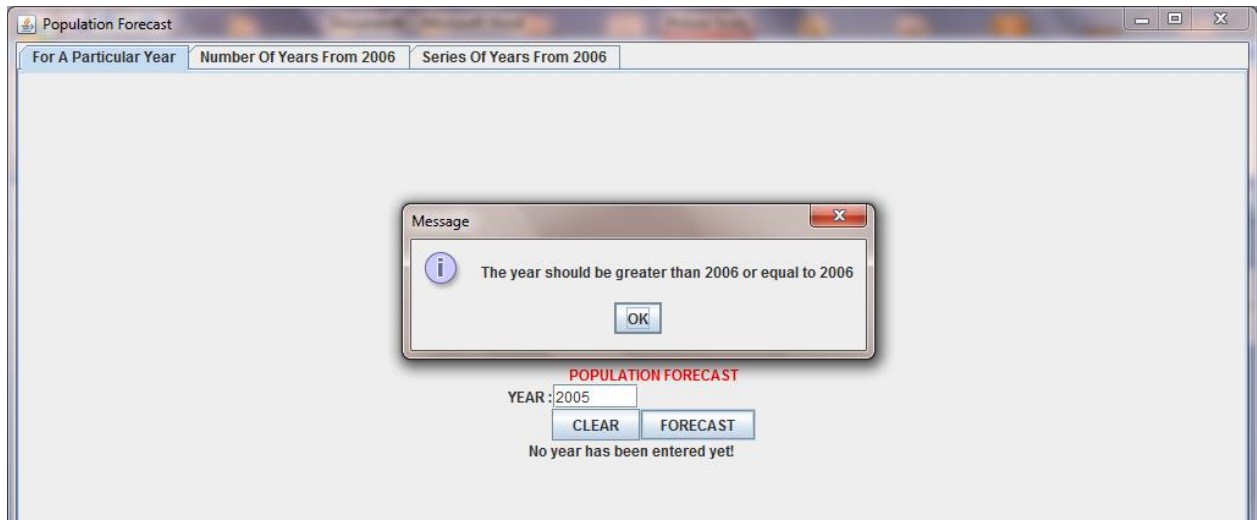 Population Forecast
For A Particular Year
Number Of Years From 2006
Series Of Years From 2006
Message
The year should be greater than 2006 or equal to 2006
OK
POPULATION FORECAST
YEAR : 2005
CLEAR FORECAST
No year has been entered yet!